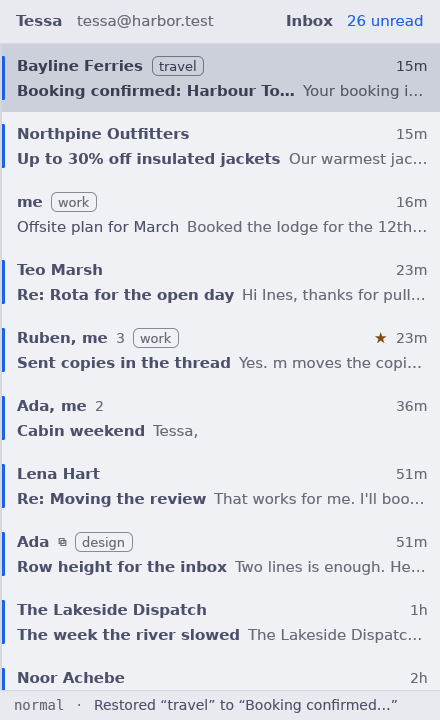 Tessa tessa@harbor.test Inbox 26 unread
Bayline Ferries travel 15m
Booking confirmed: Harbour To… Your booking i…
Northpine Outfitters 15m
Up to 30% off insulated jackets Our warmest jac…
me work 16m
Offsite plan for March Booked the lodge for the 12th…
Teo Marsh 23m
Re: Rota for the open day Hi Ines, thanks for pull…
Ruben, me 3 work ★ 23m
Sent copies in the thread Yes. m moves the copi…
Ada, me 2 36m
Cabin weekend Tessa,
Lena Hart 51m
Re: Moving the review That works for me. I'll boo…
Ada design 51m
Row height for the inbox Two lines is enough. He…
The Lakeside Dispatch 1h
The week the river slowed The Lakeside Dispatc…
Noor Achebe 2h
normal · Restored “travel” to “Booking confirmed…”